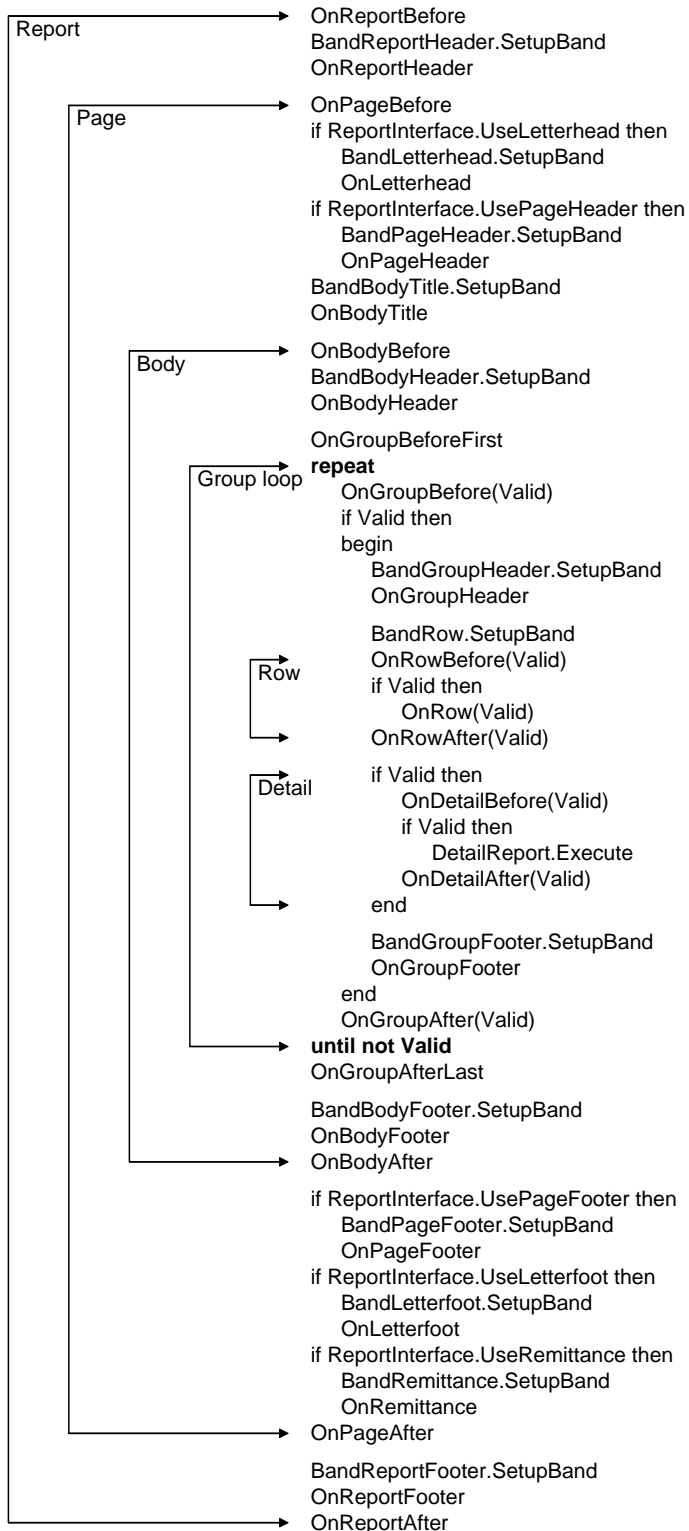 OnReportBefore
Report
BandReportHeader.SetupBand
OnReportHeader
OnPageBefore
Page
if ReportInterface.UseLetterhead then
BandLetterhead.SetupBand
OnLetterhead
if ReportInterface.UsePageHeader then
BandPageHeader.SetupBand
OnPageHeader
BandBodyTitle.SetupBand
OnBodyTitle
OnBodyBefore
Body
BandBodyHeader.SetupBand
OnBodyHeader
OnGroupBeforeFirst
repeat
Group loop
OnGroupBefore(Valid)
if Valid then
begin
BandGroupHeader.SetupBand
OnGroupHeader
BandRow.SetupBand
OnRowBefore(Valid)
Row
if Valid then
OnRow(Valid)
OnRowAfter(Valid)
if Valid then
Detail
OnDetailBefore(Valid)
if Valid then
DetailReport.Execute
OnDetailAfter(Valid)
end
BandGroupFooter.SetupBand
OnGroupFooter
end
OnGroupAfter(Valid)
until not Valid
OnGroupAfterLast
BandBodyFooter.SetupBand
OnBodyFooter
OnBodyAfter
if ReportInterface.UsePageFooter then
BandPageFooter.SetupBand
OnPageFooter
if ReportInterface.UseLetterfoot then
BandLetterfoot.SetupBand
OnLetterfoot
if ReportInterface.UseRemittance then
BandRemittance.SetupBand
OnRemittance
OnPageAfter
BandReportFooter.SetupBand
OnReportFooter
OnReportAfter